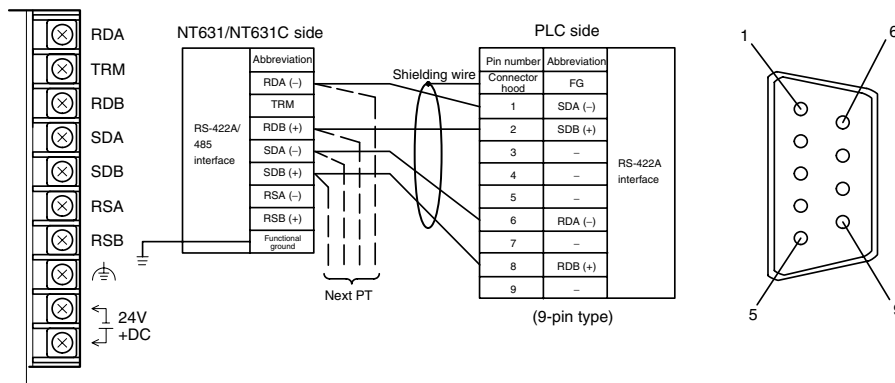 RDA
TRM
RDB
SDA
SDB
RSA
RSB
24V
+DC
NT631/NT631C side
Abbreviation
RDA (–)
TRM
RDB (+)
SDA (–)
SDB (+)
RSA (–)
RSB (+)
Functional
ground
RS-422A/
485
interface
Next PT
Shielding wire
PLC side
Pin number Abbreviation
Connector
hood FG
1 SDA (–)
2 SDB (+)
3 –
4 –
5 –
6 RDA (–)
7 –
8 RDB (+)
9 –
RS-422A
interface
(9-pin type)
1
6
5
9